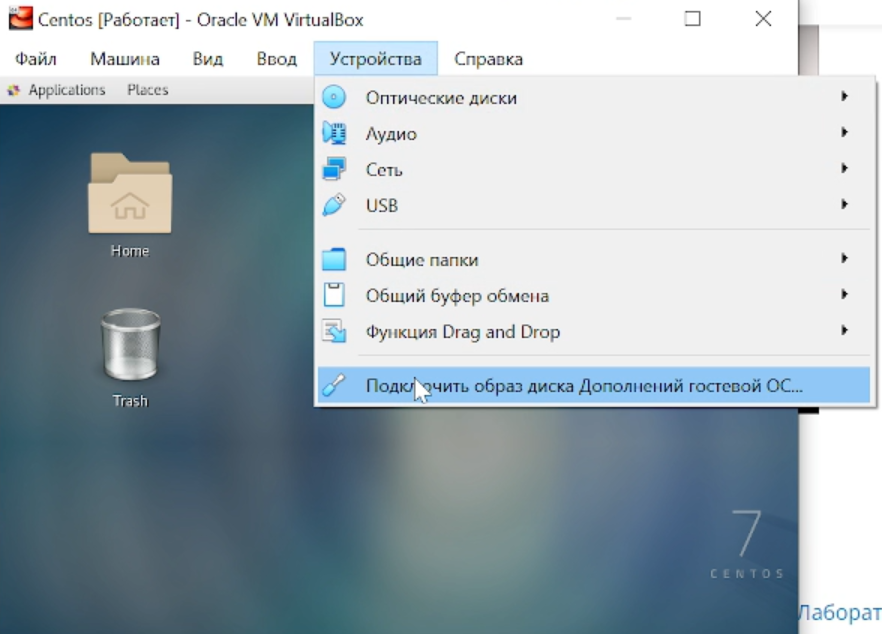 Centos [Работает] - Oracle VM VirtualBox
Файл Машина Вид Ввод Устройства Справка
Applications Places
Оптические диски
Аудио
Сеть
USB
Общие папки
Общий буфер обмена
Функция Drag and Drop
Подключить образ диска Дополнений гостевой ОС...
Home
Trash
7
CENTOS
Лаборат